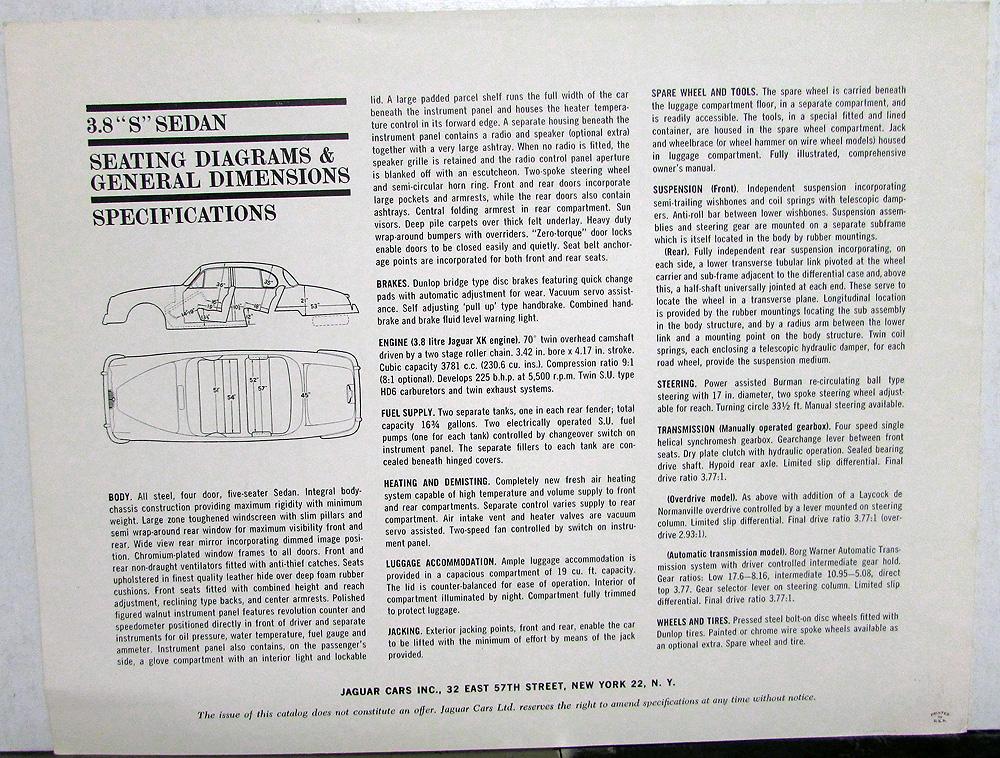 3.8 “S” SEDAN
SEATING DIAGRAMS &
GENERAL DIMENSIONS
SPECIFICATIONS
36"
35"
53"
51"
54"
52"
57"
45"
BODY. All steel, four door, five-seater Sedan. Integral body-
chassis construction providing maximum rigidity with minimum
weight. Large zone toughened windscreen with slim pillars and
semi wrap-around rear window for maximum visibility front and
rear. Wide view rear mirror incorporating dimmed image posi-
tion. Chromium-plated window frames to all doors. Front and
rear non-draught ventilators fitted with anti-thief catches. Seats
upholstered in finest quality leather hide over deep foam rubber
cushions. Front seats fitted with combined height and reach
adjustment, reclining type backs, and center armrests. Polished
figured walnut instrument panel features revolution counter and
speedometer positioned directly in front of driver and separate
instruments for oil pressure, water temperature, fuel gauge and
ammeter. Instrument panel also contains, on the passenger's
side, a glove compartment with an interior light and lockable
lid. A large padded parcel shelf runs the full width of the car
beneath the instrument panel and houses the heater tempera-
ture control in its forward edge. A separate housing beneath the
instrument panel contains a radio and speaker (optional extra)
together with a very large ashtray. When no radio is fitted, the
speaker grille is retained and the radio control panel aperture
is blanked off with an escutcheon. Two-spoke steering wheel
and semi-circular horn ring. Front and rear doors incorporate
large pockets and armrests, while the rear doors also contain
ashtrays. Central folding armrest in rear compartment. Sun
visors. Deep pile carpets over thick felt underlay. Heavy duty
wrap-around bumpers with overriders. “Zero-torque” door locks
enable doors to be closed easily and quietly. Seat belt anchor-
age points are incorporated for both front and rear seats.
BRAKES. Dunlop bridge type disc brakes featuring quick change
pads with automatic adjustment for wear. Vacuum servo assist-
ance. Self adjusting 'pull up' type handbrake. Combined hand-
brake and brake fluid level warning light.
ENGINE (3.8 litre Jaguar XK engine). 70° twin overhead camshaft
driven by a two stage roller chain. 3.42 in. bore x 4.17 in. stroke.
Cubic capacity 3781 c.c. (230.6 cu. ins.). Compression ratio 9:1
(8:1 optional). Develops 225 b.h.p. at 5,500 r.p.m. Twin S.U. type
HD6 carburetors and twin exhaust systems.
FUEL SUPPLY. Two separate tanks, one in each rear fender; total
capacity 16¾ gallons. Two electrically operated S.U. fuel
pumps (one for each tank) controlled by changeover switch on
instrument panel. The separate fillers to each tank are con-
cealed beneath hinged covers.
HEATING AND DEMISTING. Completely new fresh air heating
system capable of high temperature and volume supply to front
and rear compartments. Separate control varies supply to rear
compartment. Air intake vent and heater valves are vacuum
servo assisted. Two-speed fan controlled by switch on instru-
ment panel.
LUGGAGE ACCOMMODATION. Ample luggage accommodation is
provided in a capacious compartment of 19 cu. ft. capacity.
The lid is counter-balanced for ease of operation. Interior of
compartment illuminated by night. Compartment fully trimmed
to protect luggage.
JACKING. Exterior jacking points, front and rear, enable the car
to be lifted with the minimum of effort by means of the jack
provided.
SPARE WHEEL AND TOOLS. The spare wheel is carried beneath
the luggage compartment floor, in a separate compartment, and
is readily accessible. The tools, in a special fitted and lined
container, are housed in the spare wheel compartment. Jack
and wheelbrace (or wheel hammer on wire wheel models) housed
in luggage compartment. Fully illustrated, comprehensive
owner's manual.
SUSPENSION (Front). Independent suspension incorporating
semi-trailing wishbones and coil springs with telescopic damp-
ers. Anti-roll bar between lower wishbones. Suspension assem-
blies and steering gear are mounted on a separate subframe
which is itself located in the body by rubber mountings.
(Rear). Fully independent rear suspension incorporating, on
each side, a lower transverse tubular link pivoted at the wheel
carrier and sub-frame adjacent to the differential case and, above
this, a half-shaft universally jointed at each end. These serve to
locate the wheel in a transverse plane. Longitudinal location
is provided by the rubber mountings locating the sub assembly
in the body structure, and by a radius arm between the lower
link and a mounting point on the body structure. Twin coil
springs, each enclosing a telescopic hydraulic damper, for each
road wheel, provide the suspension medium.
STEERING. Power assisted Burman re-circulating ball type
steering with 17 in. diameter, two spoke steering wheel adjust-
able for reach. Turning circle 33½ ft. Manual steering available.
TRANSMISSION (Manually operated gearbox). Four speed single
helical synchromesh gearbox. Gearchange lever between front
seats. Dry plate clutch with hydraulic operation. Sealed bearing
drive shaft. Hypoid rear axle. Limited slip differential. Final
drive ratio 3.77:1.
(Overdrive model). As above with addition of a Laycock de
Normanville overdrive controlled by a lever mounted on steering
column. Limited slip differential. Final drive ratio 3.77:1 (over-
drive 2.93:1).
(Automatic transmission model). Borg Warner Automatic Trans-
mission system with driver controlled intermediate gear hold.
Gear ratios: Low 17.6—8.16, intermediate 10.95—5.08, direct
top 3.77. Gear selector lever on steering column. Limited slip
differential. Final drive ratio 3.77:1.
WHEELS AND TIRES. Pressed steel bolt-on disc wheels fitted with
Dunlop tires. Painted or chrome wire spoke wheels available as
an optional extra. Spare wheel and tire.
JAGUAR CARS INC., 32 EAST 57TH STREET, NEW YORK 22, N. Y.
The issue of this catalog does not constitute an offer. Jaguar Cars Ltd. reserves the right to amend specifications at any time without notice.
PRINTED
IN
U.S.A.